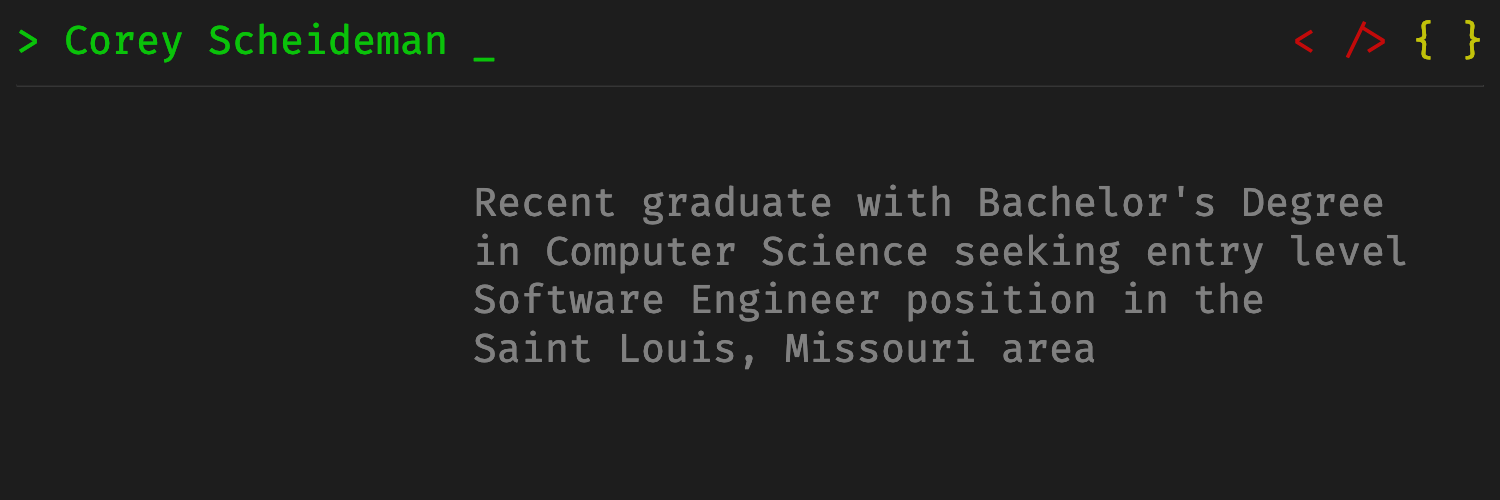 > Corey Scheideman _
< /> { }
Recent graduate with Bachelor's Degree
in Computer Science seeking entry level
Software Engineer position in the
Saint Louis, Missouri area